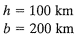 h = 100 km
b = 200 km